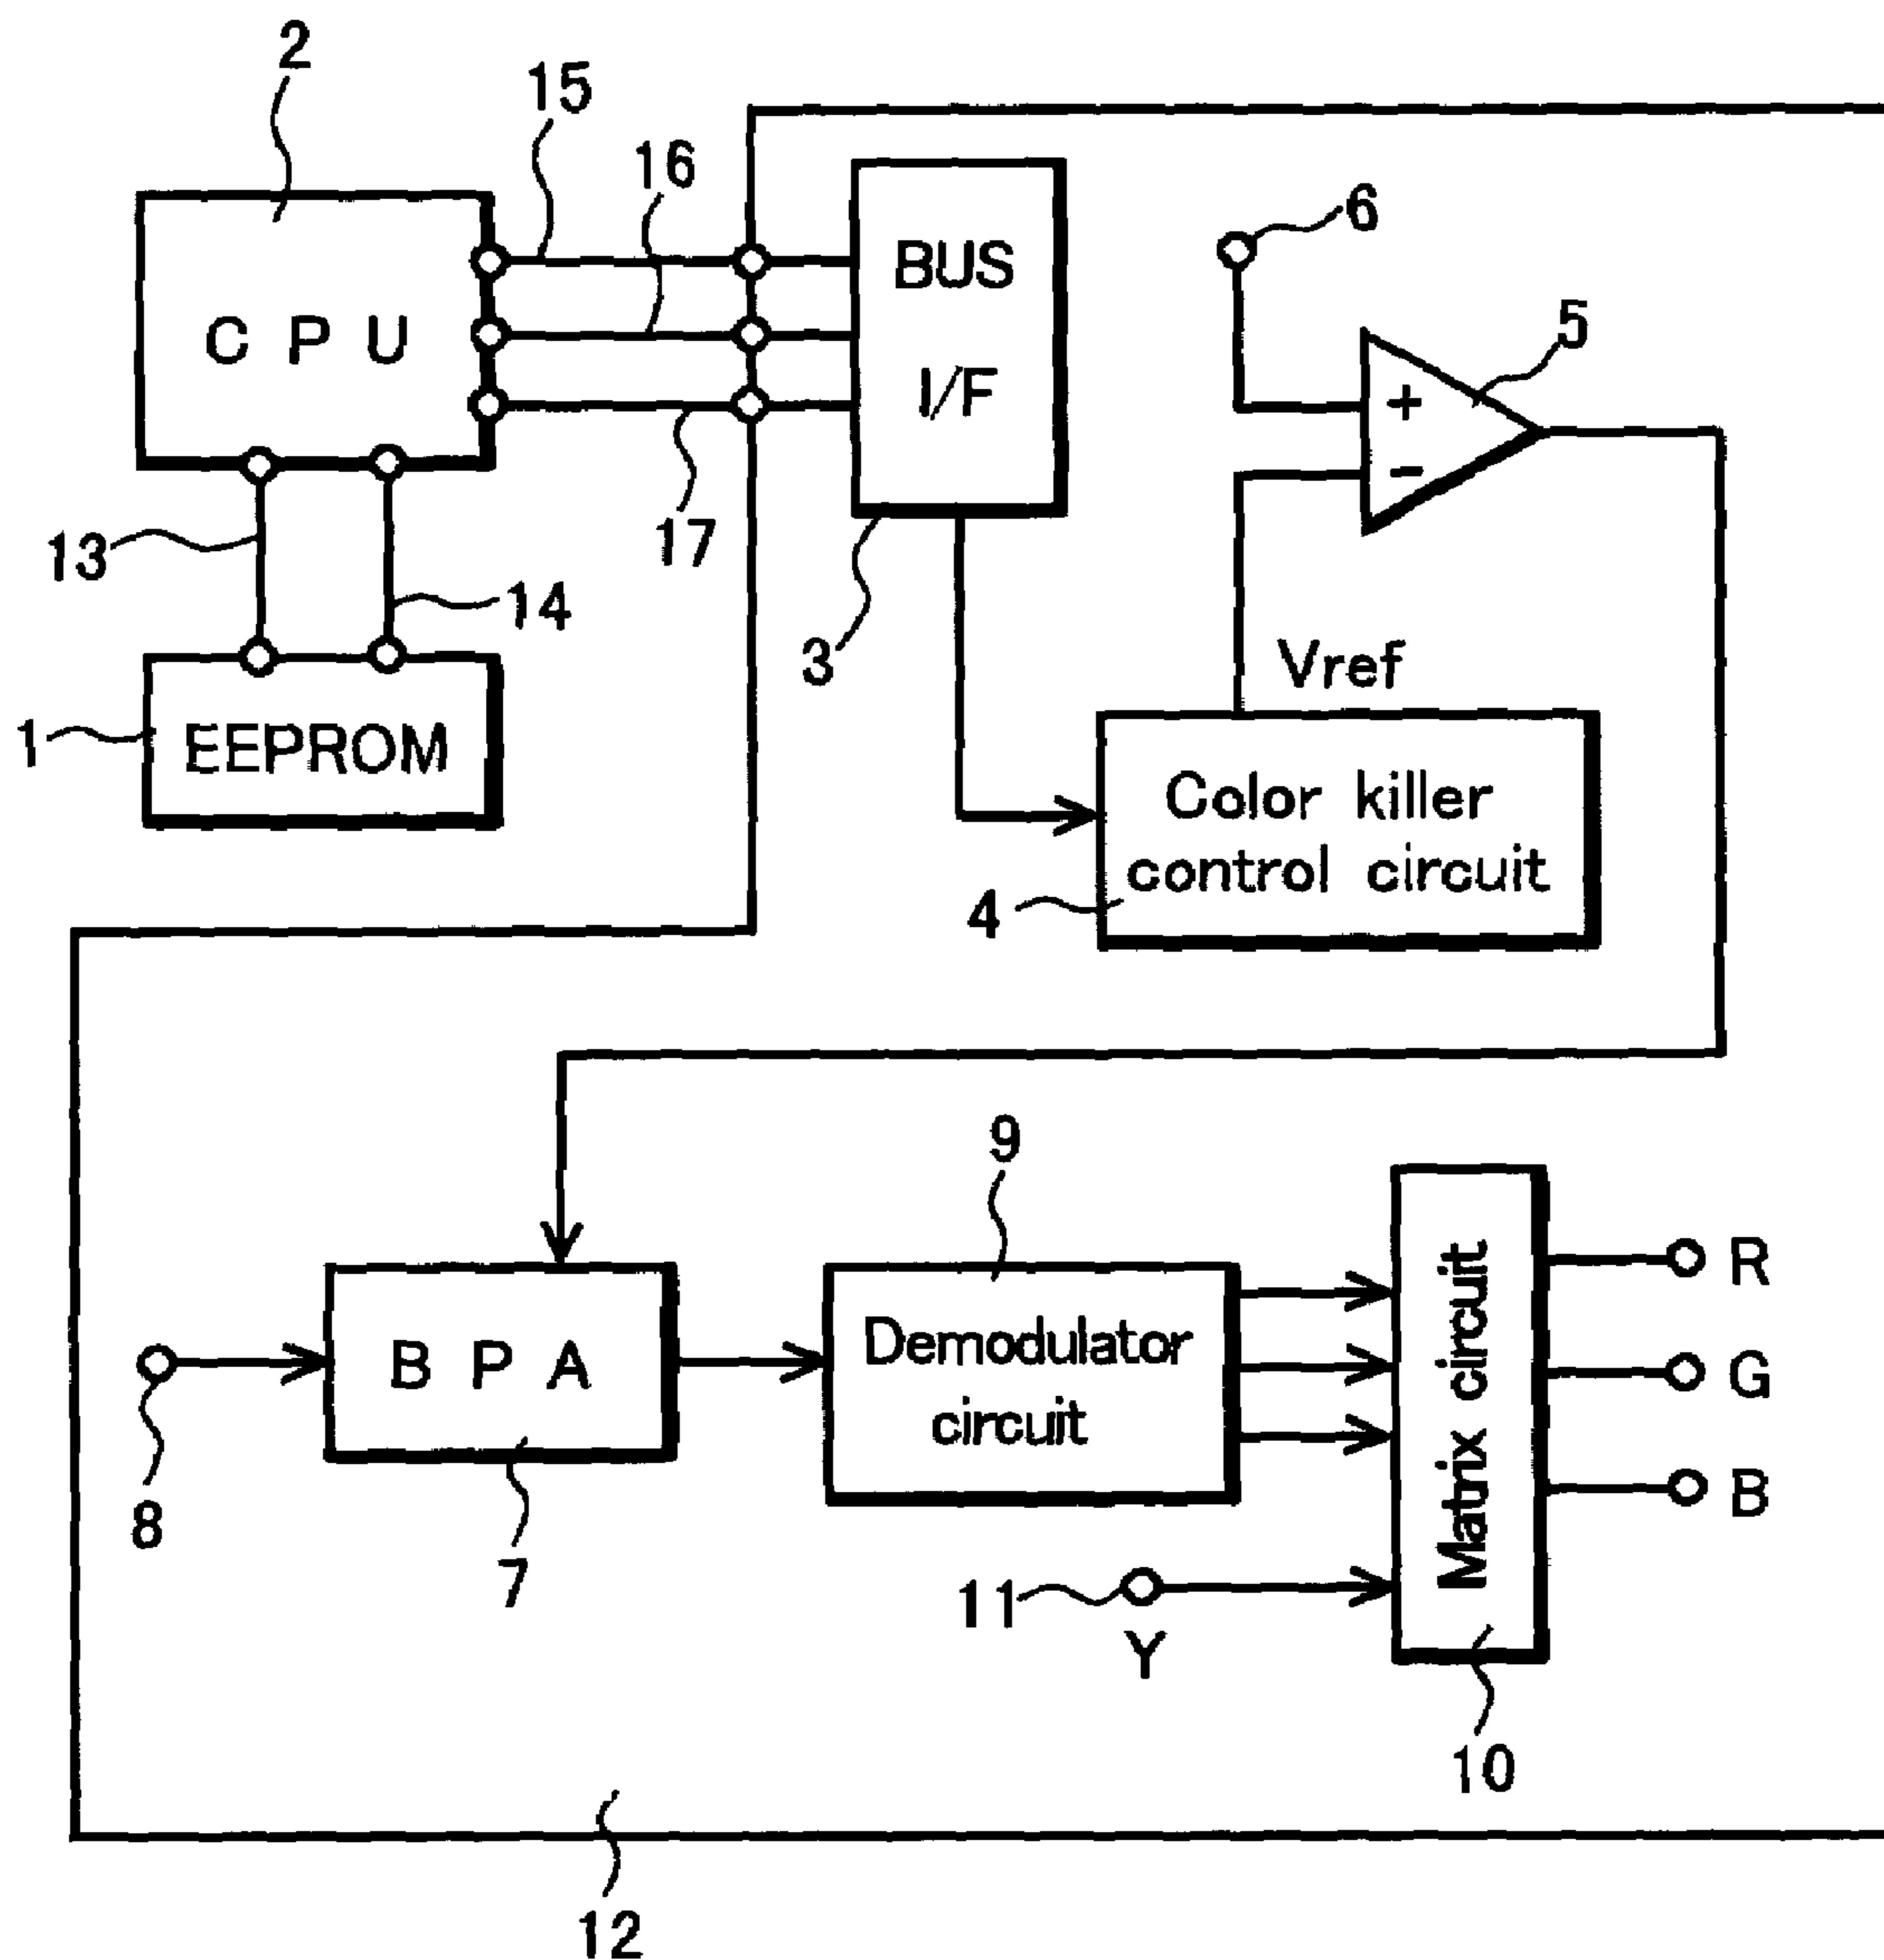 2
15
16
6
5
C P U
BUS
I/F
+
-
13
14
17
3
Vref
1
EEPROM
Color killer
control circuit
4
9
B P A
Demodulator
circuit
Matrix circuit
R
G
B
8
7
11
Y
10
12